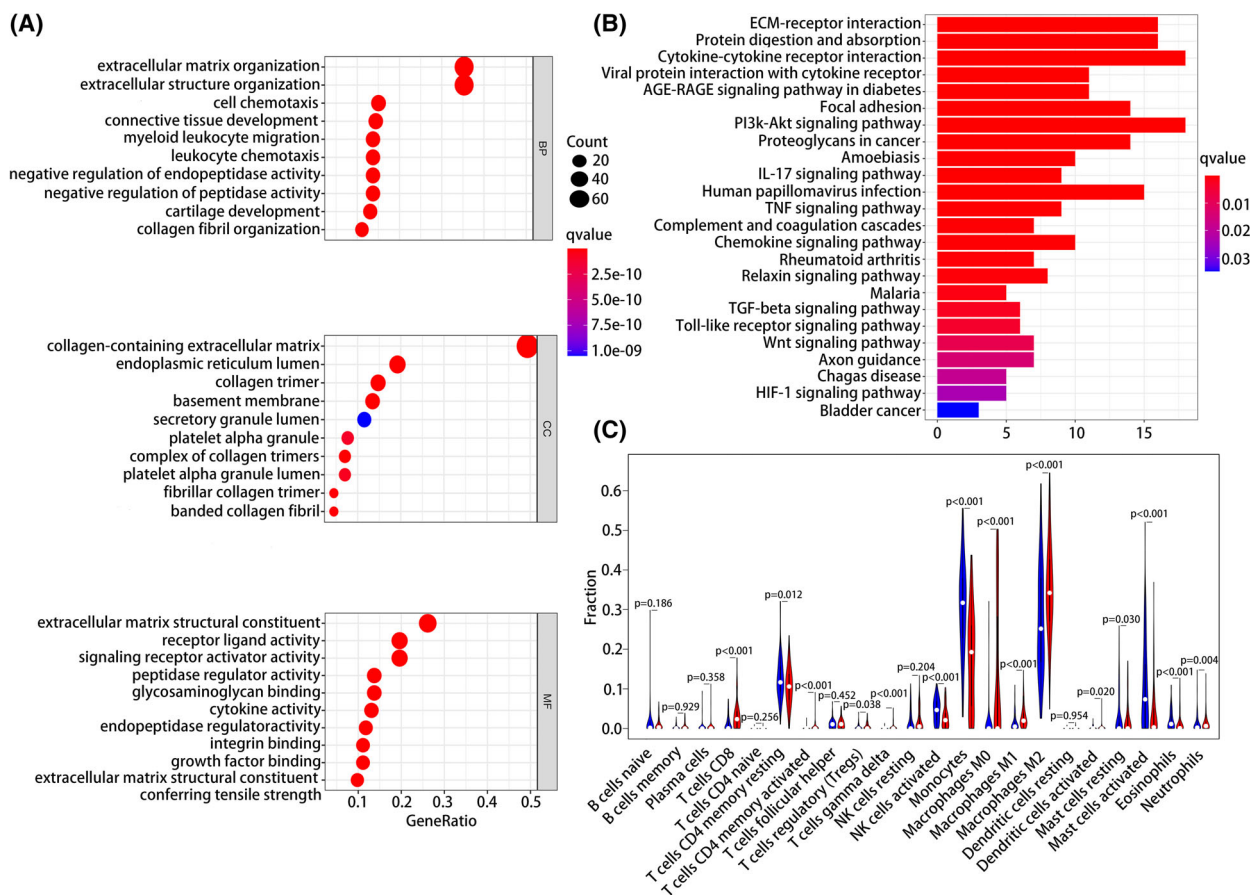 (A)
extracellular matrix organization
extracellular structure organization
cell chemotaxis
connective tissue development
myeloid leukocyte migration
leukocyte chemotaxis
negative regulation of endopeptidase activity
negative regulation of peptidase activity
cartilage development
collagen fibril organization
BP
collagen-containing extracellular matrix
endoplasmic reticulum lumen
collagen trimer
basement membrane
secretory granule lumen
platelet alpha granule
complex of collagen trimers
platelet alpha granule lumen
fibrillar collagen trimer
banded collagen fibril
CC
extracellular matrix structural constituent
receptor ligand activity
signaling receptor activator activity
peptidase regulator activity
glycosaminoglycan binding
cytokine activity
endopeptidase regulatoractivity
integrin binding
growth factor binding
extracellular matrix structural constituent
conferring tensile strength
MF
0.1 0.2 0.3 0.4 0.5
GeneRatio
Count
20
40
60
qvalue
2.5e-10
5.0e-10
7.5e-10
1.0e-09
(B)
ECM-receptor interaction
Protein digestion and absorption
Cytokine-cytokine receptor interaction
Viral protein interaction with cytokine receptor
AGE-RAGE signaling pathway in diabetes
Focal adhesion
PI3k-Akt signaling pathway
Proteoglycans in cancer
Amoebiasis
IL-17 signaling pathway
Human papillomavirus infection
TNF signaling pathway
Complement and coagulation cascades
Chemokine signaling pathway
Rheumatoid arthritis
Relaxin signaling pathway
Malaria
TGF-beta signaling pathway
Toll-like receptor signaling pathway
Wnt signaling pathway
Axon guidance
Chagas disease
HIF-1 signaling pathway
Bladder cancer
0 5 10 15
qvalue
0.01
0.02
0.03
(C)
Fraction
0.6
0.5
0.4
0.3
0.2
0.1
0.0
p=0.186
p=0.929
p=0.358
p<0.001
p=0.256
p=0.012
p<0.001
p=0.452
p=0.038
p<0.001
p=0.204
p<0.001
p<0.001
p<0.001
p<0.001
p<0.001
p=0.954
p=0.020
p=0.030
p<0.001
p<0.001
p=0.004
B cells naive
B cells memory
Plasma cells
T cells CD8
T cells CD4 naive
T cells CD4 memory resting
T cells CD4 memory activated
T cells follicular helper
T cells regulatory (Tregs)
T cells gamma delta
NK cells resting
NK cells activated
Monocytes
Macrophages M0
Macrophages M1
Macrophages M2
Dendritic cells resting
Dendritic cells activated
Mast cells resting
Mast cells activated
Eosinophils
Neutrophils